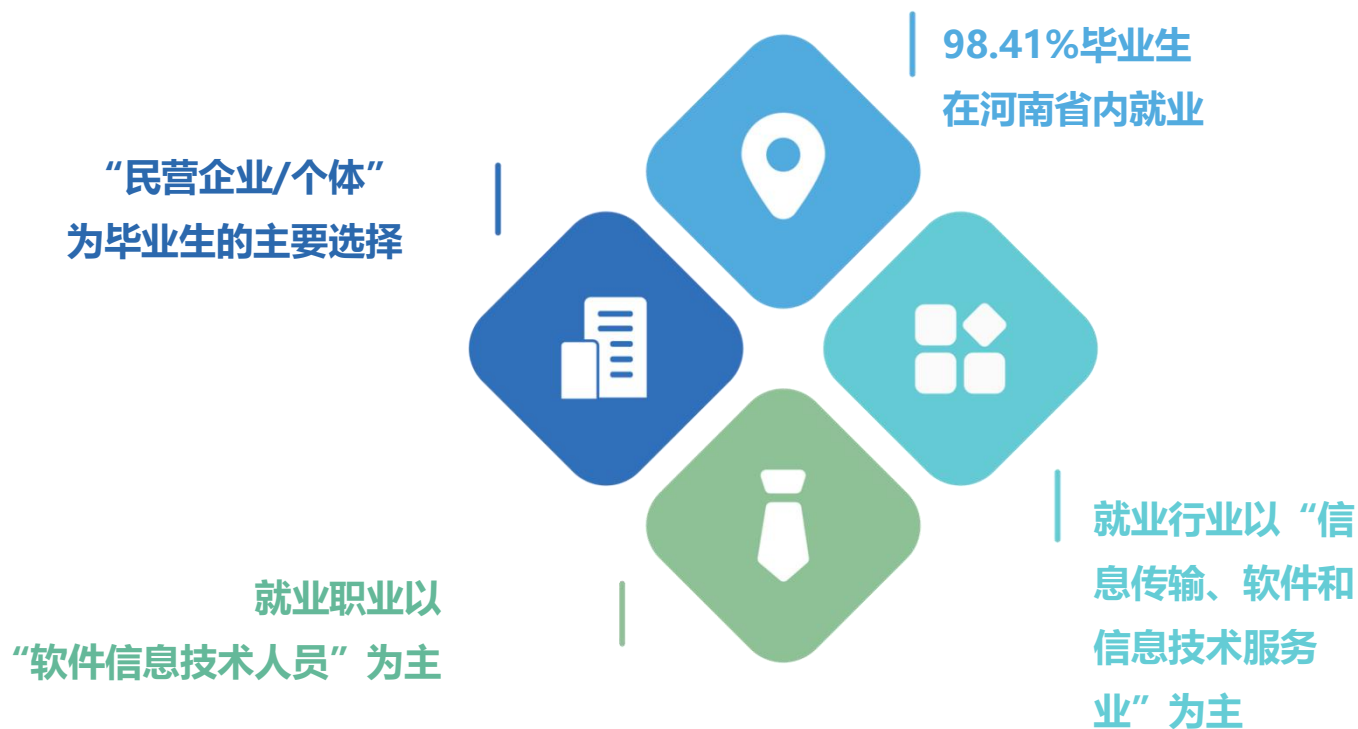 98.41%毕业生
在河南省内就业
“民营企业/个体”
为毕业生的主要选择
就业行业以“信
息传输、软件和
信息技术服务
业”为主
就业职业以
“软件信息技术人员”为主